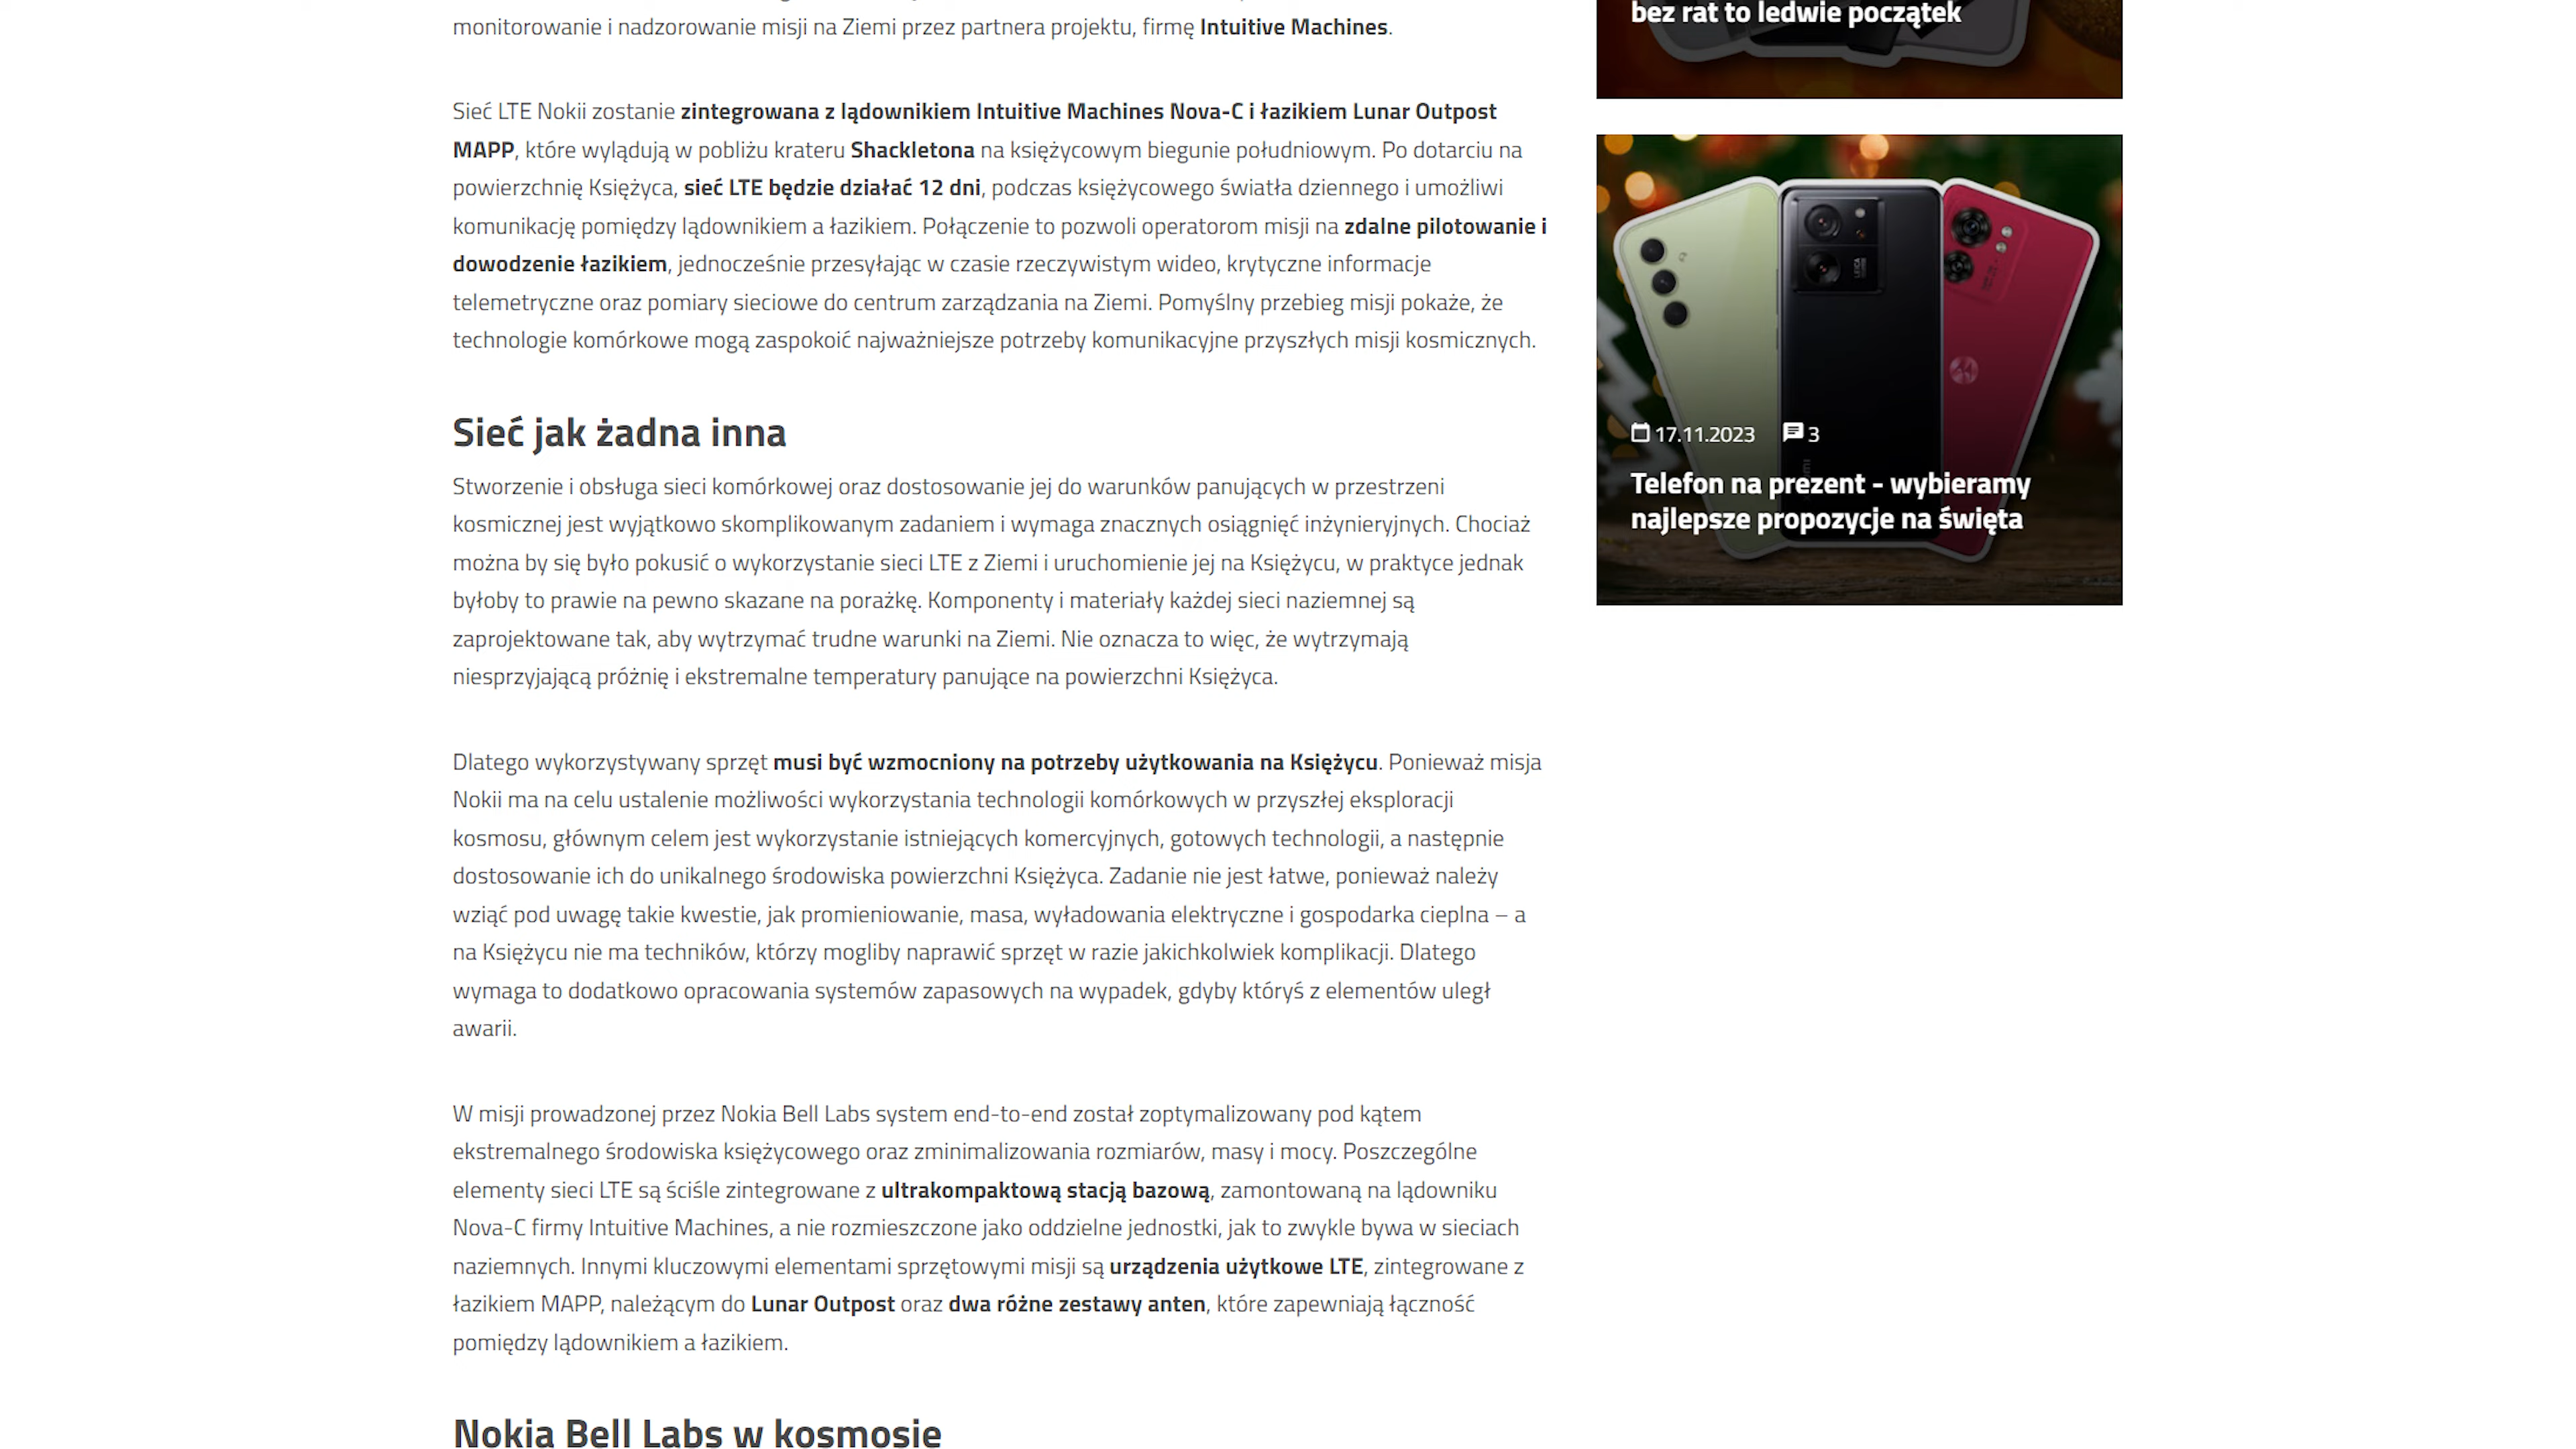 monitorowanie i nadzorowanie misji na Ziemi przez partnera projektu, firmę Intuitive Machines.
Sieć LTE Nokii zostanie zintegrowana z lądownikiem Intuitive Machines Nova-C i łazikiem Lunar Outpost
MAPP, które wylądują w pobliżu krateru Shackletona na księżycowym biegunie południowym. Po dotarciu na
powierzchnię Księżyca, sieć LTE będzie działać 12 dni, podczas księżycowego światła dziennego i umożliwi
komunikację pomiędzy lądownikiem a łazikiem. Połączenie to pozwoli operatorom misji na zdalne pilotowanie i
dowodzenie łazikiem, jednocześnie przesyłając w czasie rzeczywistym wideo, krytyczne informacje
telemetryczne oraz pomiary sieciowe do centrum zarządzania na Ziemi. Pomyślny przebieg misji pokaże, że
technologie komórkowe mogą zaspokoić najważniejsze potrzeby komunikacyjne przyszłych misji kosmicznych.
Sieć jak żadna inna
Stworzenie i obsługa sieci komórkowej oraz dostosowanie jej do warunków panujących w przestrzeni
kosmicznej jest wyjątkowo skomplikowanym zadaniem i wymaga znacznych osiągnięć inżynieryjnych. Chociaż
można by się było pokusić o wykorzystanie sieci LTE z Ziemi i uruchomienie jej na Księżycu, w praktyce jednak
byłoby to prawie na pewno skazane na porażkę. Komponenty i materiały każdej sieci naziemnej są
zaprojektowane tak, aby wytrzymać trudne warunki na Ziemi. Nie oznacza to więc, że wytrzymają
niesprzyjającą próżnię i ekstremalne temperatury panujące na powierzchni Księżyca.
Dlatego wykorzystywany sprzęt musi być wzmocniony na potrzeby użytkowania na Księżycu. Ponieważ misja
Nokii ma na celu ustalenie możliwości wykorzystania technologii komórkowych w przyszłej eksploracji
kosmosu, głównym celem jest wykorzystanie istniejących komercyjnych, gotowych technologii, a następnie
dostosowanie ich do unikalnego środowiska powierzchni Księżyca. Zadanie nie jest łatwe, ponieważ należy
wziąć pod uwagę takie kwestie, jak promieniowanie, masa, wyładowania elektryczne i gospodarka cieplna – a
na Księżycu nie ma techników, którzy mogliby naprawić sprzęt w razie jakichkolwiek komplikacji. Dlatego
wymaga to dodatkowo opracowania systemów zapasowych na wypadek, gdyby któryś z elementów uległ
awarii.
W misji prowadzonej przez Nokia Bell Labs system end-to-end został zoptymalizowany pod kątem
ekstremalnego środowiska księżycowego oraz zminimalizowania rozmiarów, masy i mocy. Poszczególne
elementy sieci LTE są ściśle zintegrowane z ultrakompaktową stacją bazową, zamontowaną na lądowniku
Nova-C firmy Intuitive Machines, a nie rozmieszczone jako oddzielne jednostki, jak to zwykle bywa w sieciach
naziemnych. Innymi kluczowymi elementami sprzętowymi misji są urządzenia użytkowe LTE, zintegrowane z
łazikiem MAPP, należącym do Lunar Outpost oraz dwa różne zestawy anten, które zapewniają łączność
pomiędzy lądownikiem a łazikiem.
Nokia Bell Labs w kosmosie
bez rat to ledwie początek
LEICA
17.11.2023 3
Telefon na prezent - wybieramy
najlepsze propozycje na święta